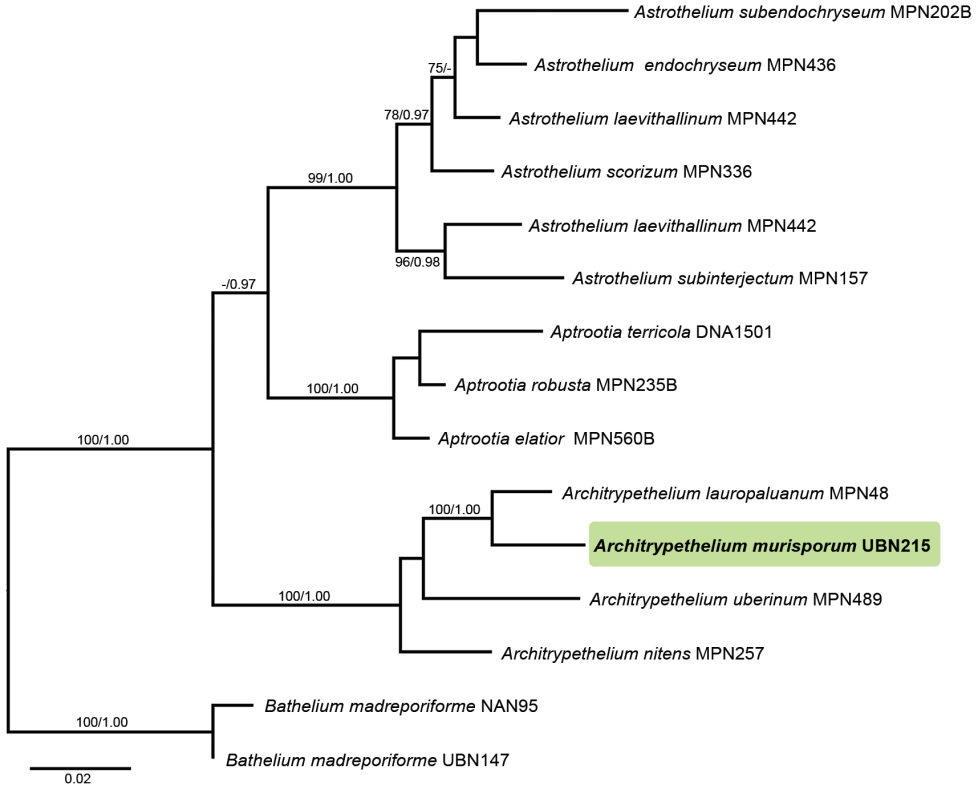 Astrothelium subendochryseum MPN202B
Astrothelium endochryseum MPN436
75/-
Astrothelium laevithallinum MPN442
78/0.97
Astrothelium scorizum MPN336
99/1.00
Astrothelium laevithallinum MPN442
96/0.98
Astrothelium subinterjectum MPN157
-/0.97
Aptrootia terricola DNA1501
Aptrootia robusta MPN235B
100/1.00
Aptrootia elatior MPN560B
100/1.00
Architrypethelium lauropaluanum MPN48
100/1.00
Architrypethelium murisporum UBN215
Architrypethelium uberinum MPN489
100/1.00
Architrypethelium nitens MPN257
Bathelium madreporiforme NAN95
100/1.00
Bathelium madreporiforme UBN147
0.02